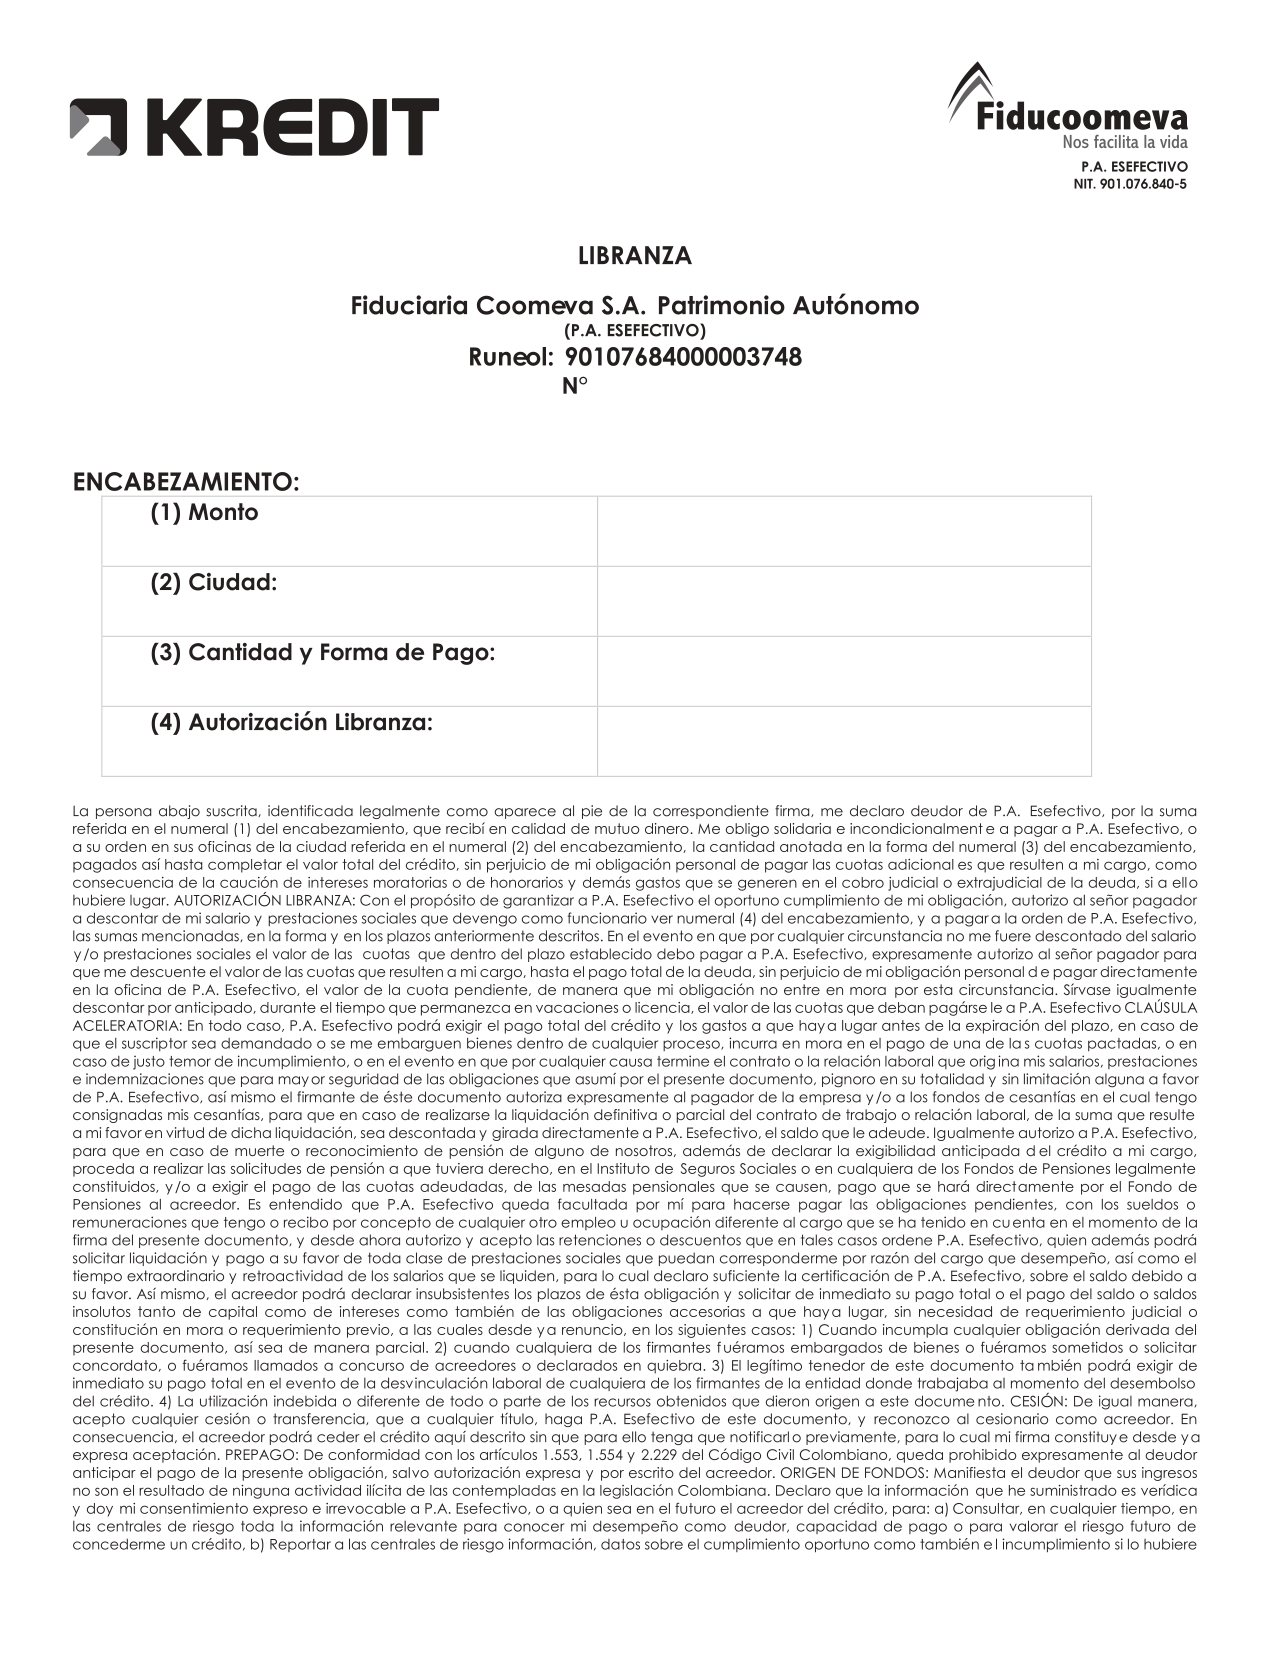 KREDIT
Fiducoomeva
Nos facilita la vida
P.A. ESEFECTIVO
NIT. 901.076.840-5
LIBRANZA
Fiduciaria Coomeva S.A. Patrimonio Autónomo
(P.A. ESEFECTIVO)
Runeol: 90107684000003748
N°
ENCABEZAMIENTO:
(1) Monto
(2) Ciudad:
(3) Cantidad y Forma de Pago:
(4) Autorización Libranza:
La persona abajo suscrita, identificada legalmente como aparece al pie de la correspondiente firma, me declaro deudor de P.A. Esefectivo, por la suma
referida en el numeral (1) del encabezamiento, que recibí en calidad de mutuo dinero. Me obligo solidaria e incondicionalmente a pagar a P.A. Esefectivo, o
a su orden en sus oficinas de la ciudad referida en el numeral (2) del encabezamiento, la cantidad anotada en la forma del numeral (3) del encabezamiento,
pagados así hasta completar el valor total del crédito, sin perjuicio de mi obligación personal de pagar las cuotas adicionales que resulten a mi cargo, como
consecuencia de la caución de intereses moratorias o de honorarios y demás gastos que se generen en el cobro judicial o extrajudicial de la deuda, si a ello
hubiere lugar. AUTORIZACIÓN LIBRANZA: Con el propósito de garantizar a P.A. Esefectivo el oportuno cumplimiento de mi obligación, autorizo al señor pagador
a descontar de mi salario y prestaciones sociales que devengo como funcionario ver numeral (4) del encabezamiento, y a pagar a la orden de P.A. Esefectivo,
las sumas mencionadas, en la forma y en los plazos anteriormente descritos. En el evento en que por cualquier circunstancia no me fuere descontado del salario
y/o prestaciones sociales el valor de las cuotas que dentro del plazo establecido debo pagar a P.A. Esefectivo, expresamente autorizo al señor pagador para
que me descuente el valor de las cuotas que resulten a mi cargo, hasta el pago total de la deuda, sin perjuicio de mi obligación personal de pagar directamente
en la oficina de P.A. Esefectivo, el valor de la cuota pendiente, de manera que mi obligación no entre en mora por esta circunstancia. Sírvase igualmente
descontar por anticipado, durante el tiempo que permanezca en vacaciones o licencia, el valor de las cuotas que deban pagársele a P.A. Esefectivo CLAÚSULA
ACELERATORIA: En todo caso, P.A. Esefectivo podrá exigir el pago total del crédito y los gastos a que haya lugar antes de la expiración del plazo, en caso de
que el suscriptor sea demandado o se me embarguen bienes dentro de cualquier proceso, incurra en mora en el pago de una de las cuotas pactadas, o en
caso de justo temor de incumplimiento, o en el evento en que por cualquier causa termine el contrato o la relación laboral que origina mis salarios, prestaciones
e indemnizaciones que para mayor seguridad de las obligaciones que asumí por el presente documento, pignoro en su totalidad y sin limitación alguna a favor
de P.A. Esefectivo, así mismo el firmante de éste documento autoriza expresamente al pagador de la empresa y/o a los fondos de cesantías en el cual tengo
consignadas mis cesantías, para que en caso de realizarse la liquidación definitiva o parcial del contrato de trabajo o relación laboral, de la suma que resulte
a mi favor en virtud de dicha liquidación, sea descontada y girada directamente a P.A. Esefectivo, el saldo que le adeude. Igualmente autorizo a P.A. Esefectivo,
para que en caso de muerte o reconocimiento de pensión de alguno de nosotros, además de declarar la exigibilidad anticipada del crédito a mi cargo,
proceda a realizar las solicitudes de pensión a que tuviera derecho, en el Instituto de Seguros Sociales o en cualquiera de los Fondos de Pensiones legalmente
constituidos, y/o a exigir el pago de las cuotas adeudadas, de las mesadas pensionales que se causen, pago que se hará directamente por el Fondo de
Pensiones al acreedor. Es entendido que P.A. Esefectivo queda facultada por mí para hacerse pagar las obligaciones pendientes, con los sueldos o
remuneraciones que tengo o recibo por concepto de cualquier otro empleo u ocupación diferente al cargo que se ha tenido en cuenta en el momento de la
firma del presente documento, y desde ahora autorizo y acepto las retenciones o descuentos que en tales casos ordene P.A. Esefectivo, quien además podrá
solicitar liquidación y pago a su favor de toda clase de prestaciones sociales que puedan corresponderme por razón del cargo que desempeño, así como el
tiempo extraordinario y retroactividad de los salarios que se liquiden, para lo cual declaro suficiente la certificación de P.A. Esefectivo, sobre el saldo debido a
su favor. Así mismo, el acreedor podrá declarar insubsistentes los plazos de ésta obligación y solicitar de inmediato su pago total o el pago del saldo o saldos
insolutos tanto de capital como de intereses como también de las obligaciones accesorias a que haya lugar, sin necesidad de requerimiento judicial o
constitución en mora o requerimiento previo, a las cuales desde ya renuncio, en los siguientes casos: 1) Cuando incumpla cualquier obligación derivada del
presente documento, así sea de manera parcial. 2) cuando cualquiera de los firmantes fuéramos embargados de bienes o fuéramos sometidos o solicitar
concordato, o fuéramos llamados a concurso de acreedores o declarados en quiebra. 3) El legítimo tenedor de este documento también podrá exigir de
inmediato su pago total en el evento de la desvinculación laboral de cualquiera de los firmantes de la entidad donde trabajaba al momento del desembolso
del crédito. 4) La utilización indebida o diferente de todo o parte de los recursos obtenidos que dieron origen a este documento. CESIÓN: De igual manera,
acepto cualquier cesión o transferencia, que a cualquier título, haga P.A. Esefectivo de este documento, y reconozco al cesionario como acreedor. En
consecuencia, el acreedor podrá ceder el crédito aquí descrito sin que para ello tenga que notificarlo previamente, para lo cual mi firma constituye desde ya
expresa aceptación. PREPAGO: De conformidad con los artículos 1.553, 1.554 y 2.229 del Código Civil Colombiano, queda prohibido expresamente al deudor
anticipar el pago de la presente obligación, salvo autorización expresa y por escrito del acreedor. ORIGEN DE FONDOS: Manifiesta el deudor que sus ingresos
no son el resultado de ninguna actividad ilícita de las contempladas en la legislación Colombiana. Declaro que la información que he suministrado es verídica
y doy mi consentimiento expreso e irrevocable a P.A. Esefectivo, o a quien sea en el futuro el acreedor del crédito, para: a) Consultar, en cualquier tiempo, en
las centrales de riesgo toda la información relevante para conocer mi desempeño como deudor, capacidad de pago o para valorar el riesgo futuro de
concederme un crédito, b) Reportar a las centrales de riesgo información, datos sobre el cumplimiento oportuno como también el incumplimiento si lo hubiere